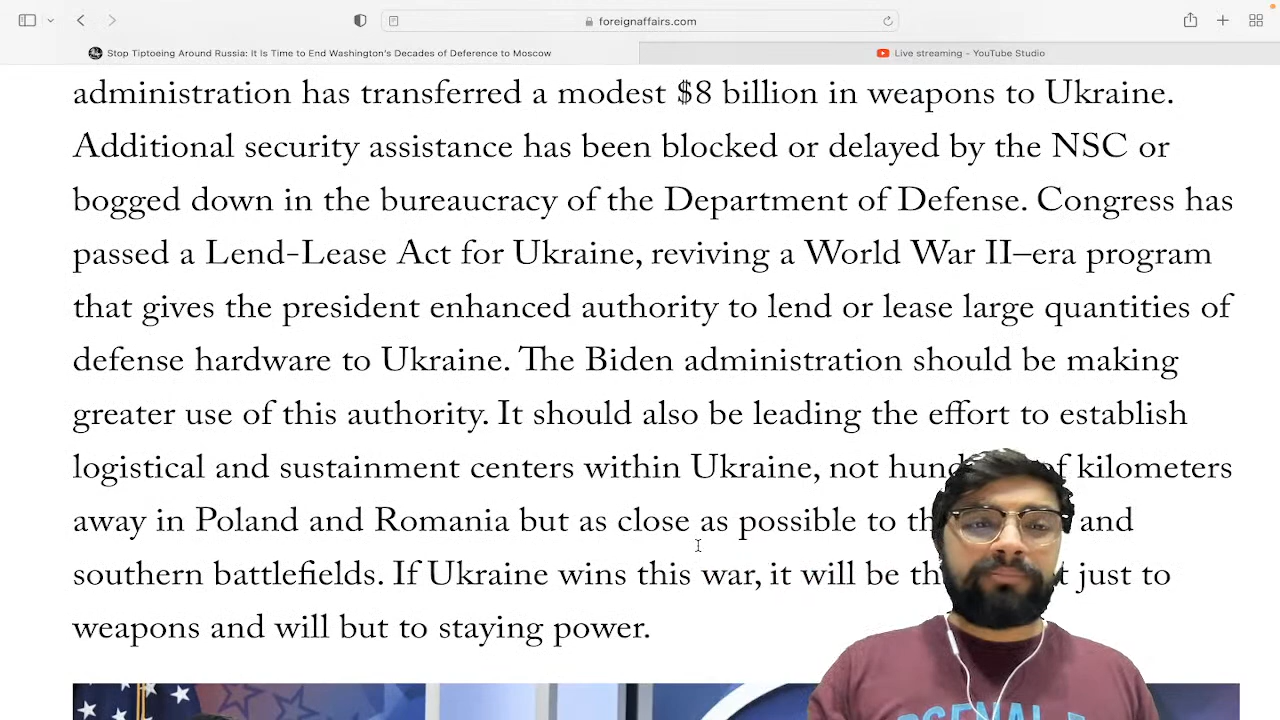 foreignaffairs.com
Stop Tiptoeing Around Russia: It Is Time to End Washington's Decades of Deference to Moscow
Live streaming - YouTube Studio
administration has transferred a modest $8 billion in weapons to Ukraine.
Additional security assistance has been blocked or delayed by the NSC or
bogged down in the bureaucracy of the Department of Defense. Congress has
passed a Lend-Lease Act for Ukraine, reviving a World War II–era program
that gives the president enhanced authority to lend or lease large quantities of
defense hardware to Ukraine. The Biden administration should be making
greater use of this authority. It should also be leading the effort to establish
logistical and sustainment centers within Ukraine, not of kilometers
away in Poland and Romania but as close as possible to and
southern battlefields. If Ukraine wins this war, it will be just to
weapons and will but to staying power.
ARSENAL